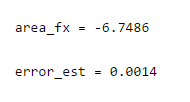 area_fx = -6.7486
error_est = 0.0014